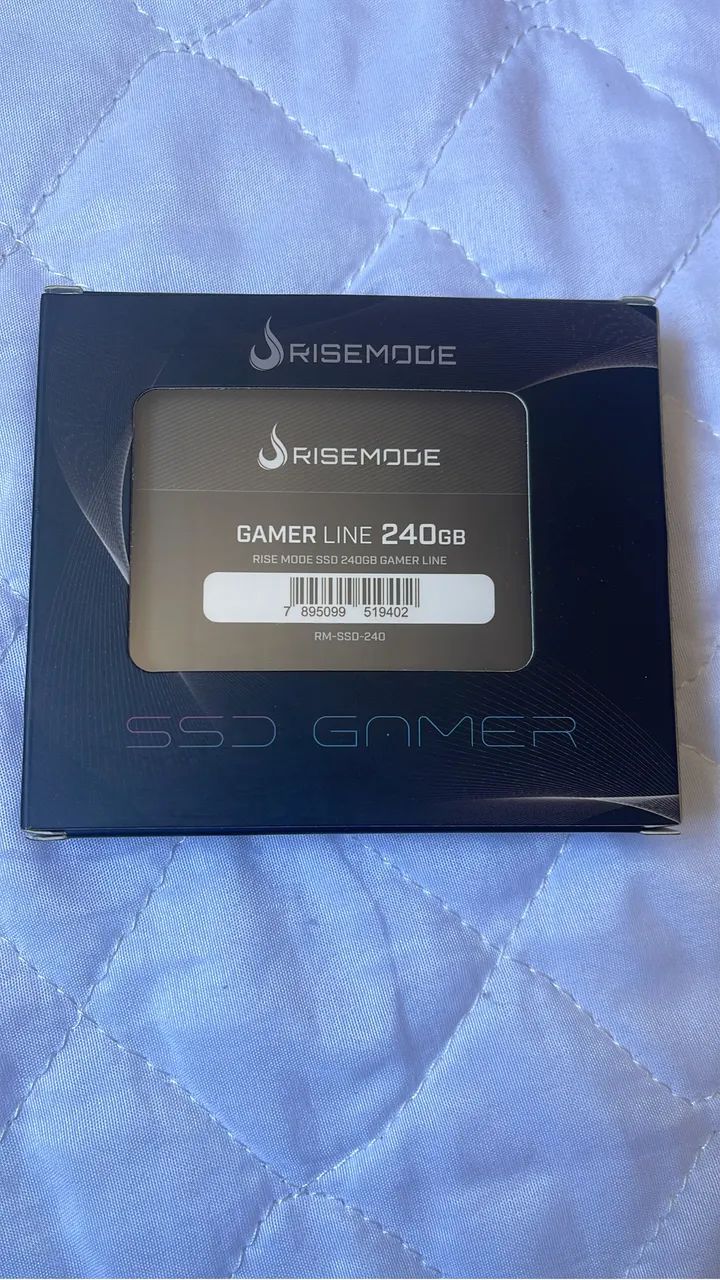 RISEMODE
RISEMODE
GAMER LINE 240GB
RISE MODE SSD 240GB GAMER LINE
7 895099 519402
RM-SSD-240
SSD GAMER